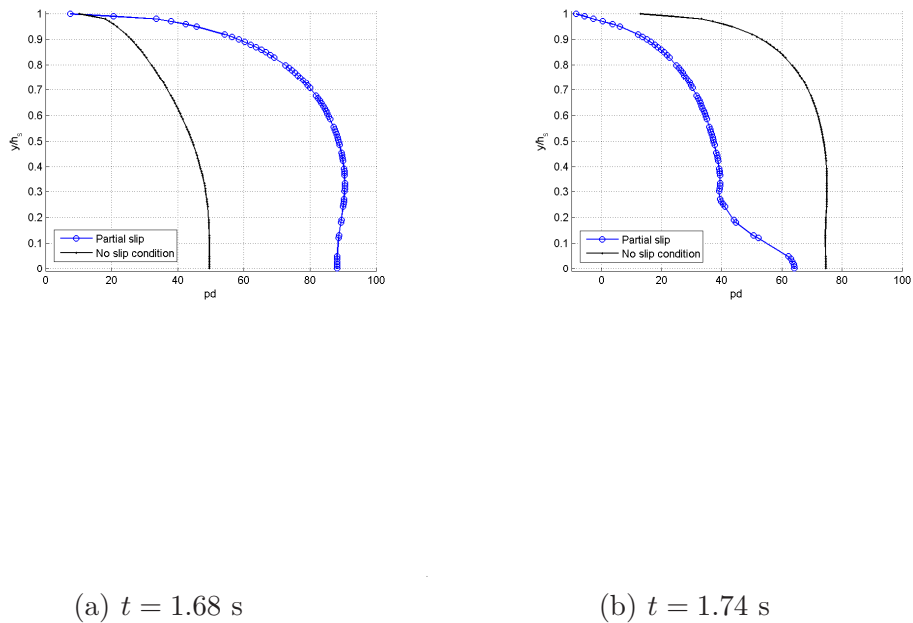 1
0.9
0.8
0.7
0.6
0.5
0.4
0.3
0.2
0.1
0
y/hₛ
Partial slip
No slip condition
0 20 40 60 80 100
pd
1
0.9
0.8
0.7
0.6
0.5
0.4
0.3
0.2
0.1
0
y/hₛ
Partial slip
No slip condition
0 20 40 60 80 100
pd
(a) t = 1.68 s
(b) t = 1.74 s